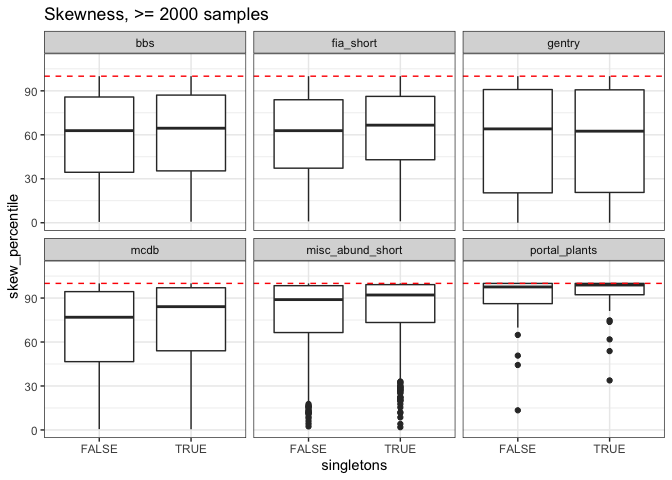 Skewness, >= 2000 samples
bbs fia_short gentry
90
60
30
0
mcdb misc_abund_short portal_plants
90
60
30
0
skew_percentile
FALSE TRUE FALSE TRUE FALSE TRUE
singletons